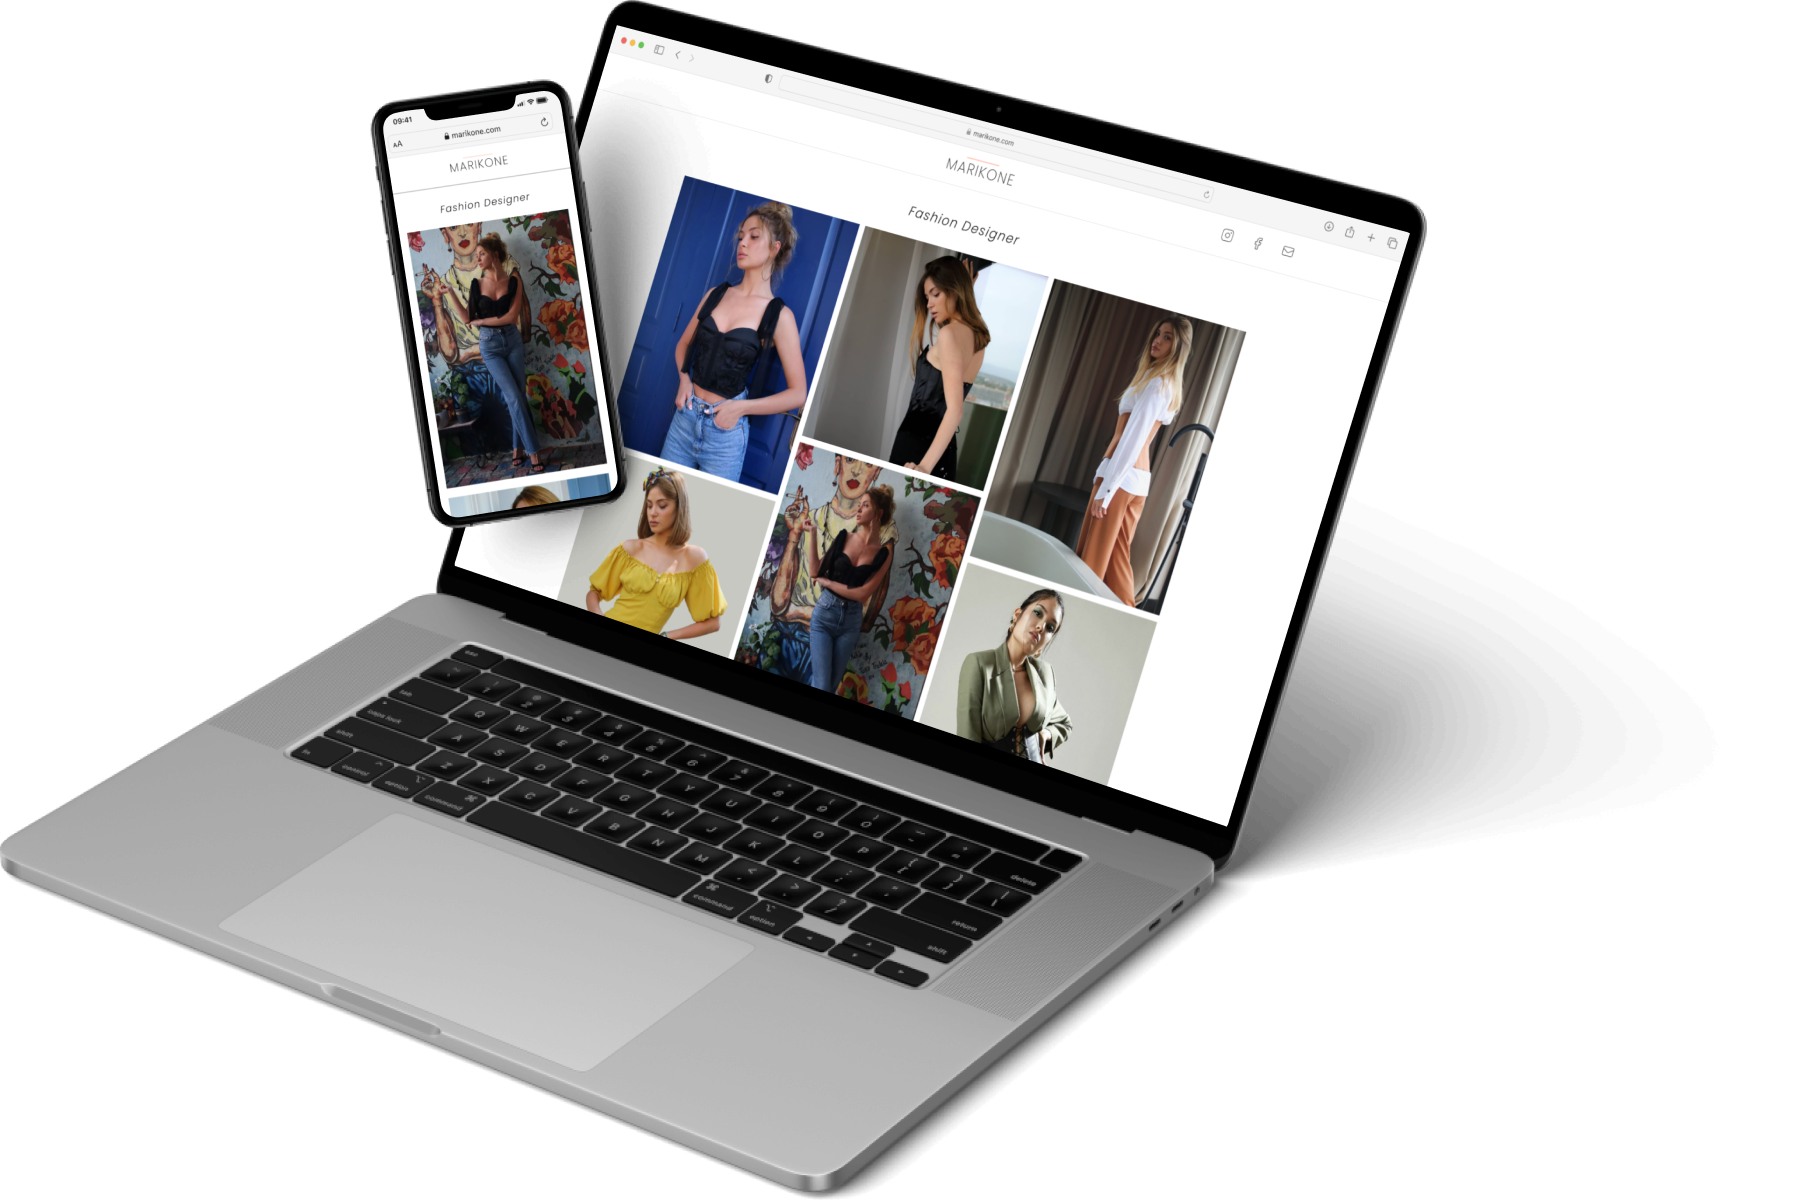 09:41
AA
marikone.com
MARIKONE
Fashion Designer
marikone.com
MARIKONE
Fashion Designer
esc
tab
Q W E R T Y U I O P
caps lock
A S D F G H J K L
shift
Z X C V B N M
fn
control
option
command
command
option
delete
return
shift